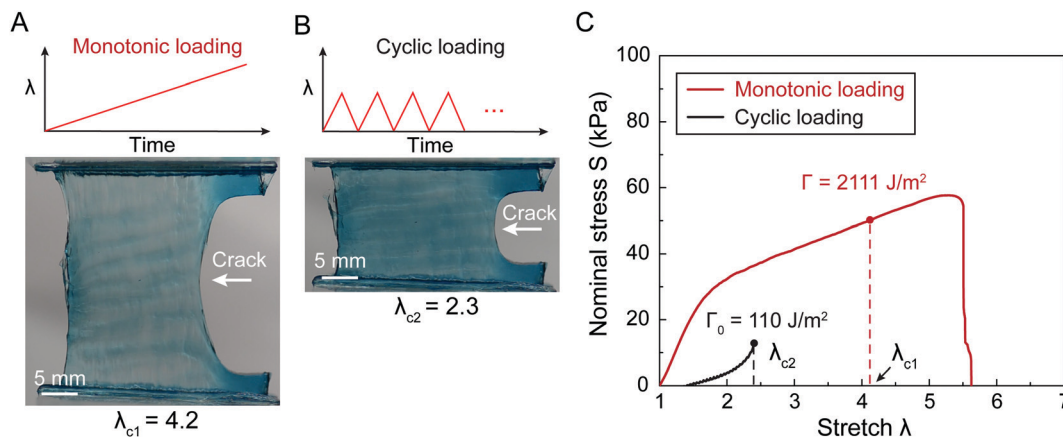 A
Monotonic loading
λ
Time
Crack
5 mm
λc1 = 4.2
B
Cyclic loading
λ
...
Time
Crack
5 mm
λc2 = 2.3
C
Nominal stress S (kPa)
100
80
60
40
20
0
Monotonic loading
Cyclic loading
Γ = 2111 J/m²
Γ₀ = 110 J/m²
λc2
λc1
1 2 3 4 5 6 7
Stretch λ